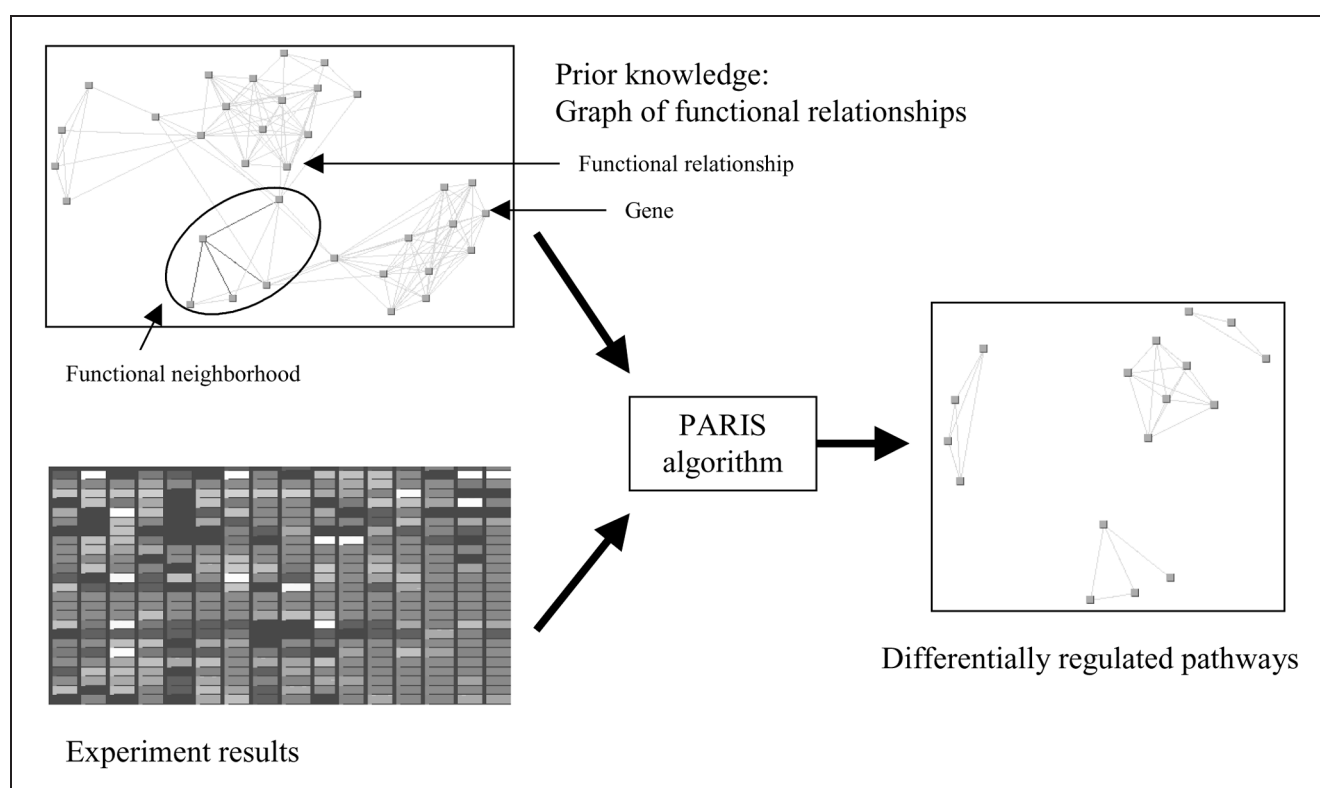 Prior knowledge:
Graph of functional relationships
Functional relationship
Gene
Functional neighborhood
PARIS
algorithm
Differentially regulated pathways
Experiment results